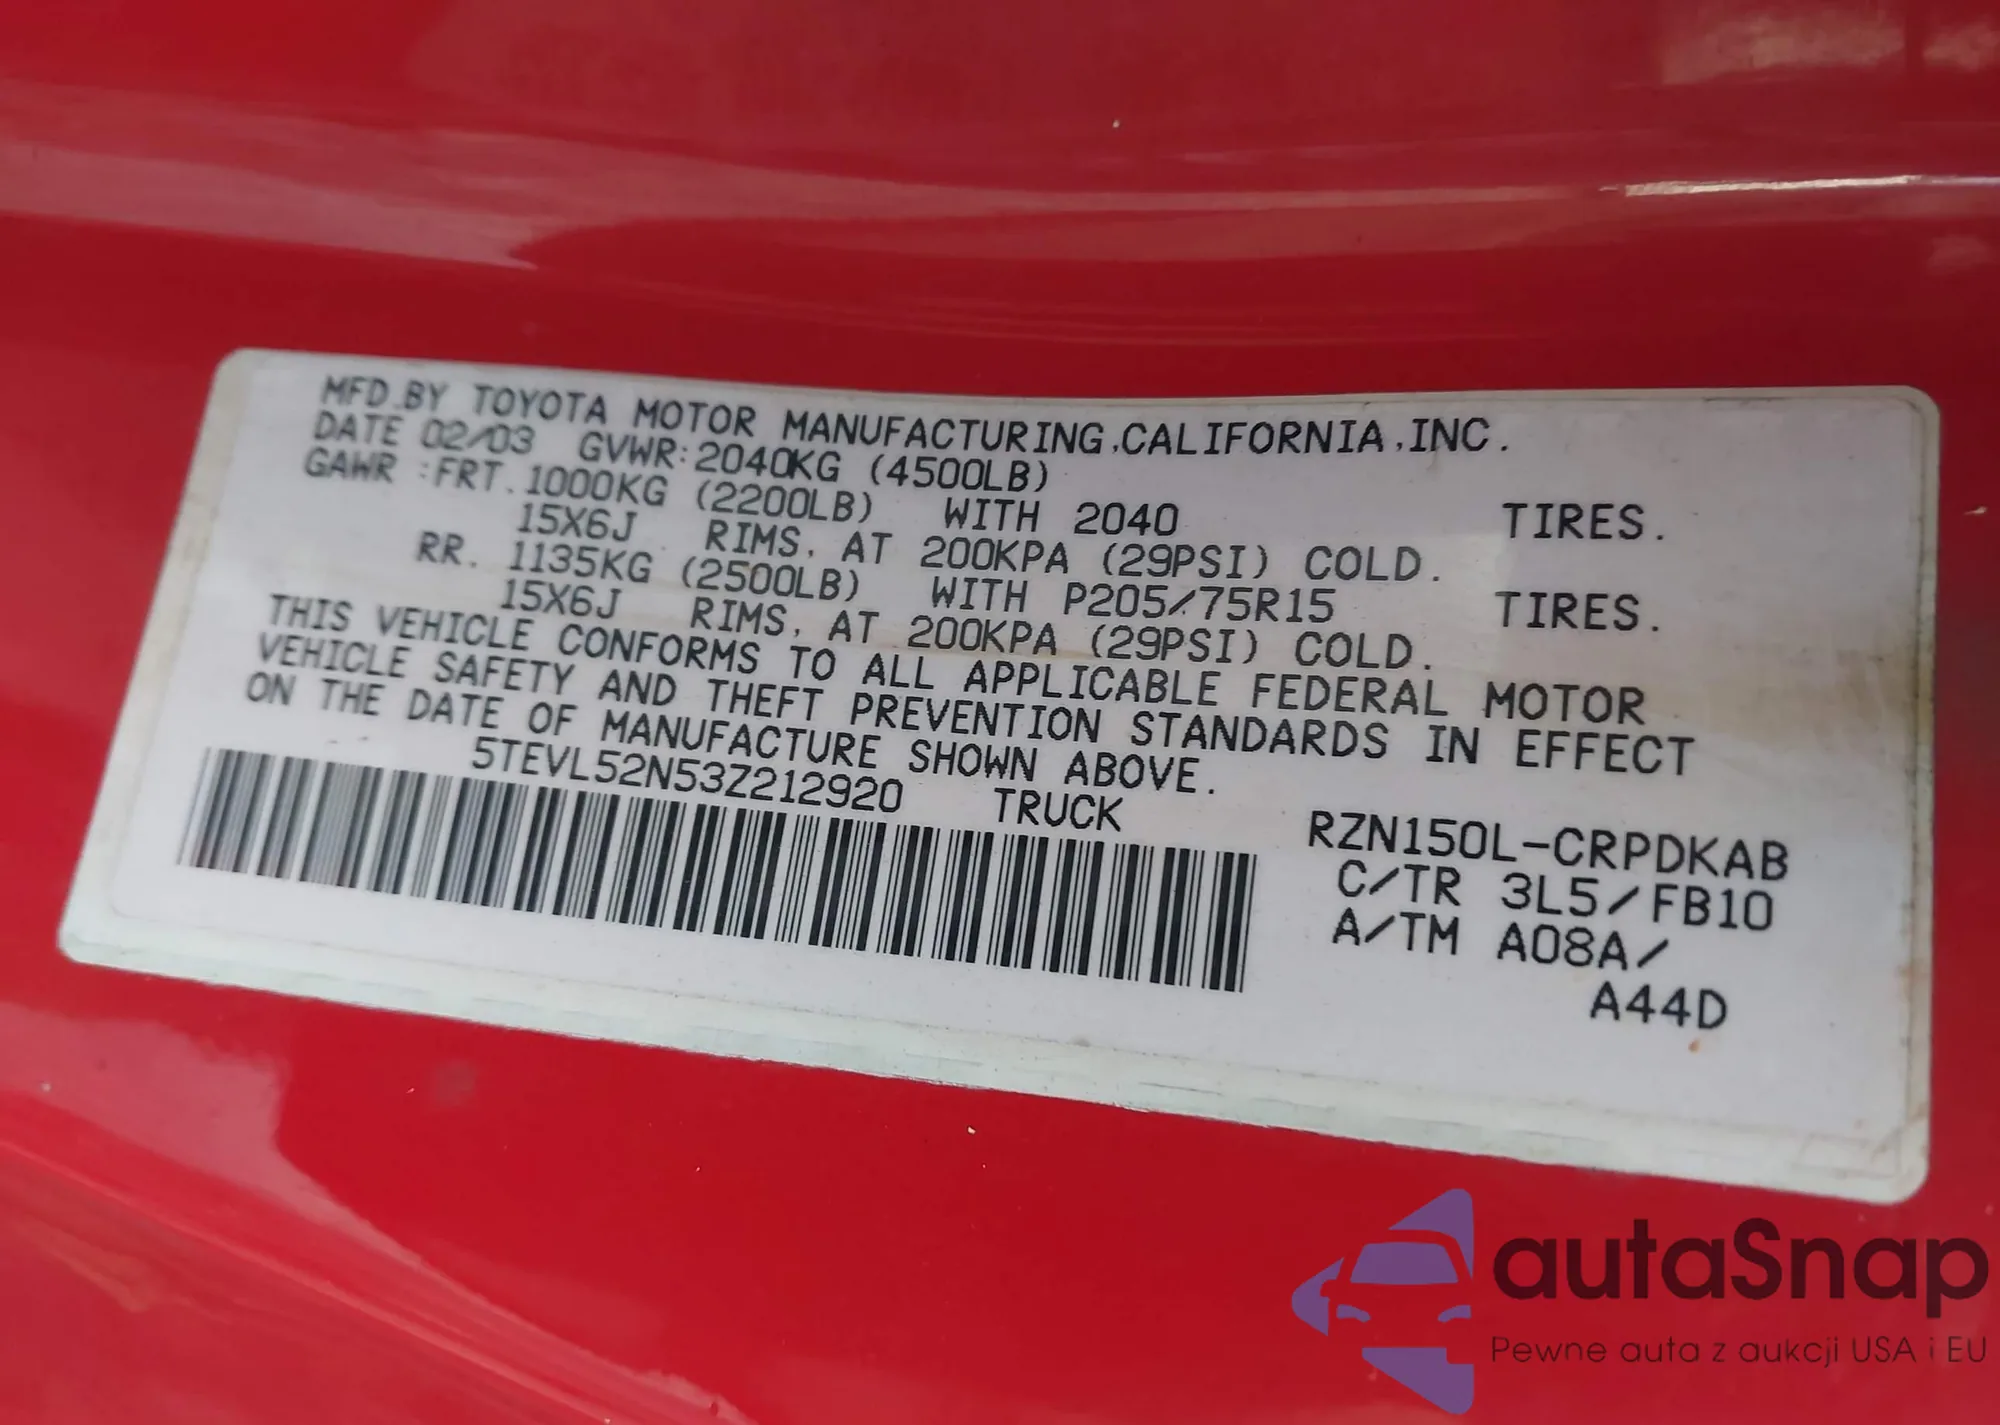 MFD.BY TOYOTA MOTOR MANUFACTURING,CALIFORNIA,INC.
DATE 02/03 GVWR:2040KG (4500LB)
GAWR :FRT. 1000KG (2200LB) WITH 2040 TIRES.
15X6J RIMS, AT 200KPA (29PSI) COLD.
RR. 1135KG (2500LB) WITH P205/75R15 TIRES.
15X6J RIMS, AT 200KPA (29PSI) COLD.
THIS VEHICLE CONFORMS TO ALL APPLICABLE FEDERAL MOTOR
VEHICLE SAFETY AND THEFT PREVENTION STANDARDS IN EFFECT
ON THE DATE OF MANUFACTURE SHOWN ABOVE.
5TEVL52N53Z212920 TRUCK
RZN150L-CRPDKAB
C/TR 3L5/FB10
A/TM A08A/
A44D
autaSnap
Pewne auta z aukcji USA i EU